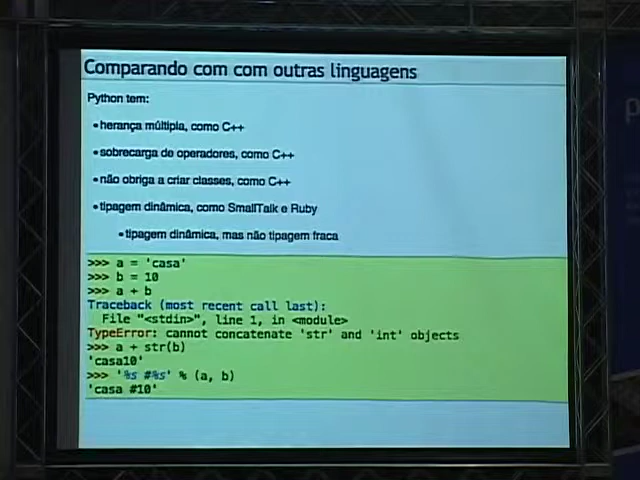 Comparando com com outras linguagens
Python tem:
•herança múltipla, como C++
•sobrecarga de operadores, como C++
•não obriga a criar classes, como C++
•tipagem dinâmica, como SmallTalk e Ruby
•tipagem dinâmica, mas não tipagem fraca
>>> a = 'casa'
>>> b = 10
>>> a + b
Traceback (most recent call last):
File "<stdin>", line 1, in <module>
TypeError: cannot concatenate 'str' and 'int' objects
>>> a + str(b)
'casa10'
>>> '%s #%s' % (a, b)
'casa #10'